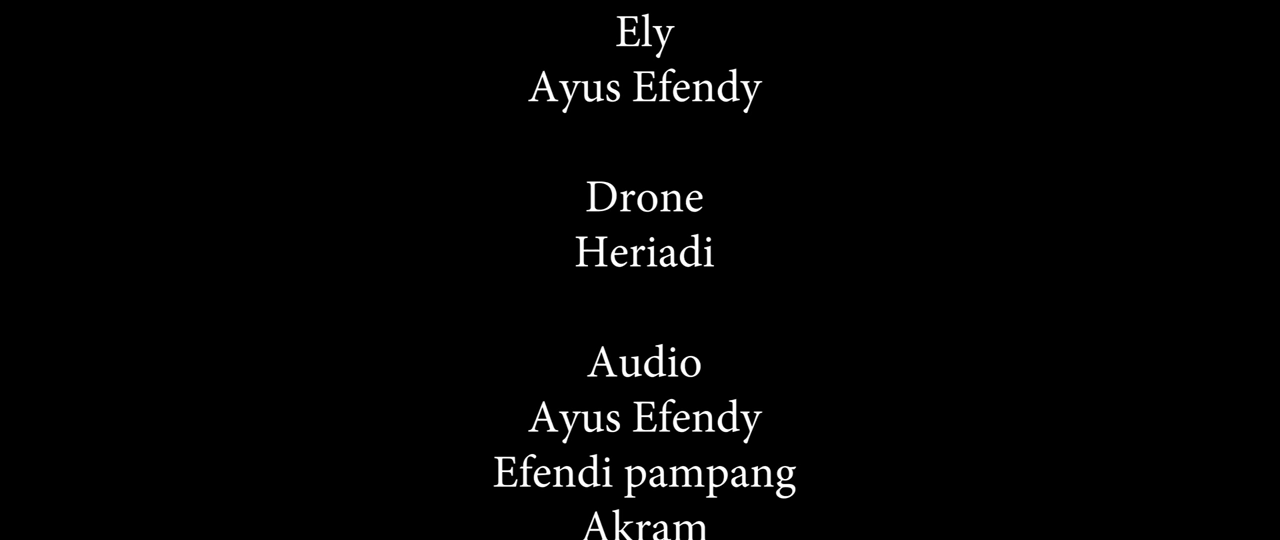 Ely
Ayus Efendy
Drone
Heriadi
Audio
Ayus Efendy
Efendi pampang
Akram